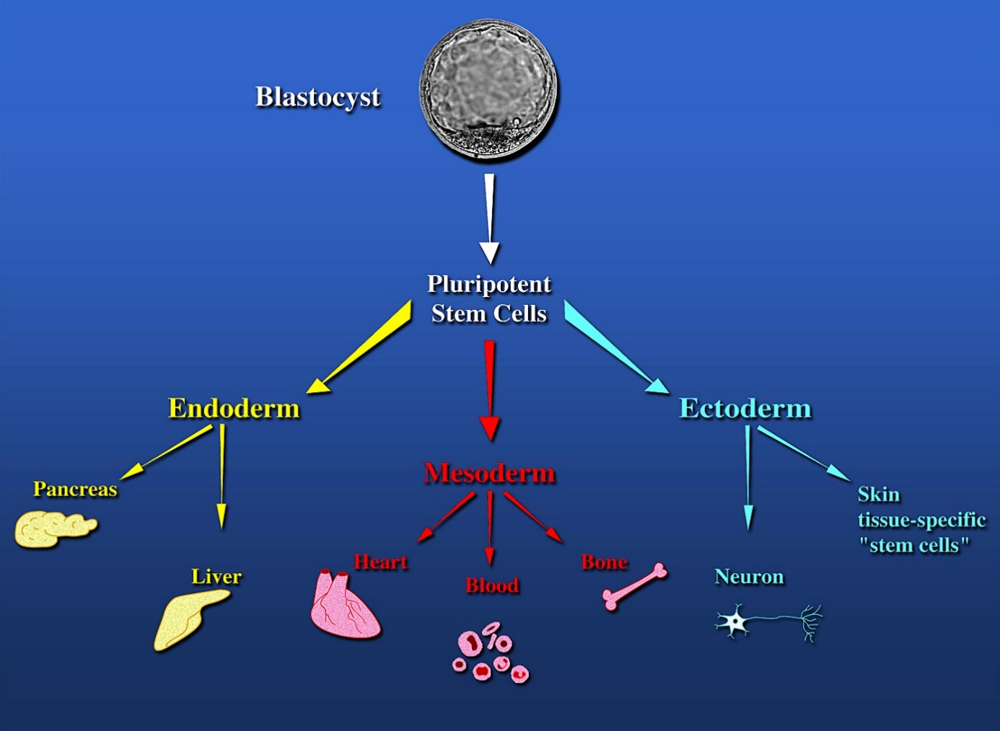 Blastocyst
Pluripotent
Stem Cells
Endoderm
Ectoderm
Mesoderm
Pancreas
Skin
tissue-specific
"stem cells"
Liver
Heart
Blood
Bone
Neuron